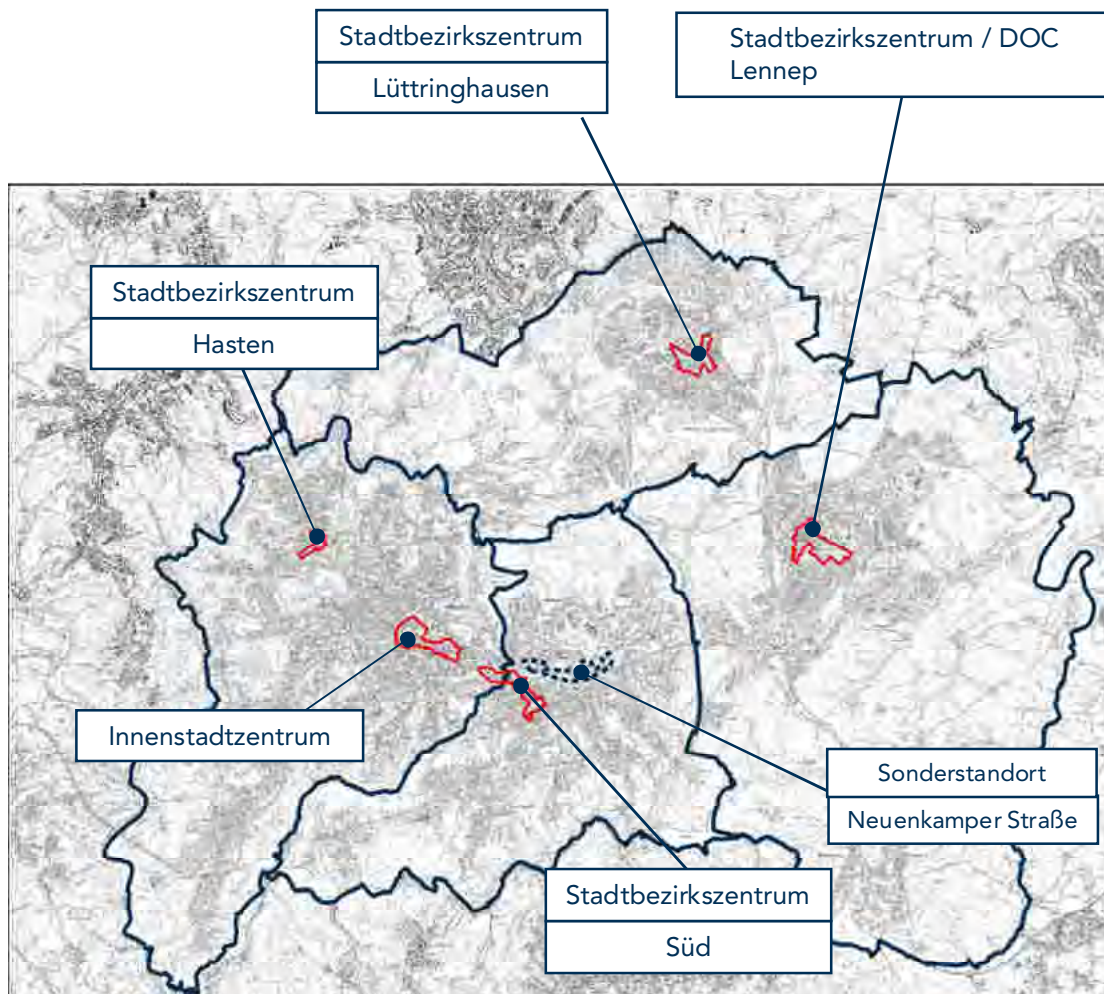 Stadtbezirkszentrum
Lüttringhausen
Stadtbezirkszentrum / DOC
Lennep
Stadtbezirkszentrum
Hasten
Innenstadtzentrum
Sonderstandort
Neuenkamper Straße
Stadtbezirkszentrum
Süd